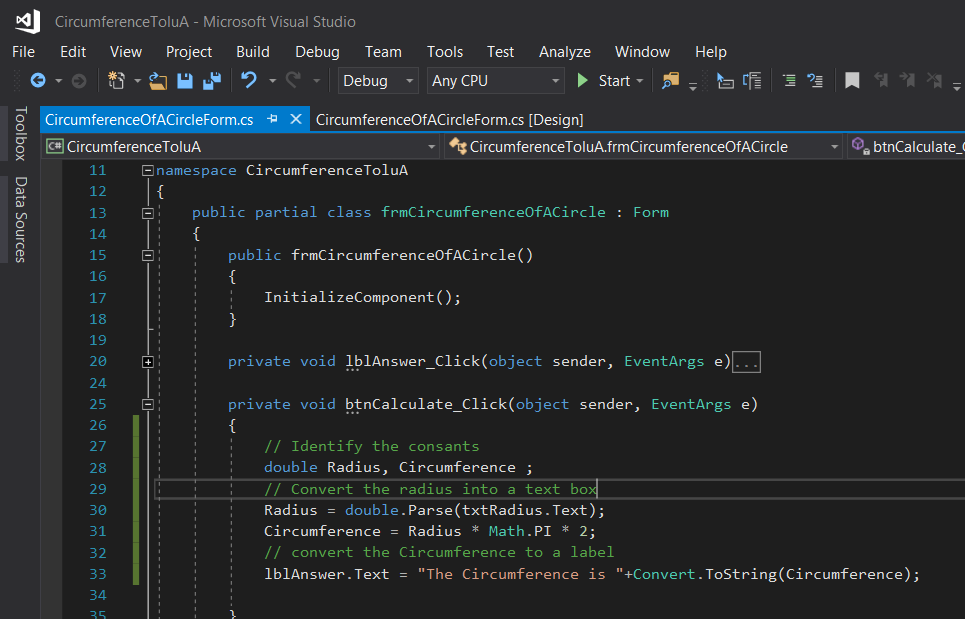 CircumferenceToluA - Microsoft Visual Studio
File Edit View Project Build Debug Team Tools Test Analyze Window Help
Debug Any CPU Start
Toolbox
Data Sources
CircumferenceOfACircleForm.cs CircumferenceOfACircleForm.cs [Design]
C# CircumferenceToluA CircumferenceToluA.frmCircumferenceOfACircle btnCalculate_C
11 namespace CircumferenceToluA
12 {
13 public partial class frmCircumferenceOfACircle : Form
14 {
15 public frmCircumferenceOfACircle()
16 {
17 InitializeComponent();
18 }
19
20 private void lblAnswer_Click(object sender, EventArgs e)...
24
25 private void btnCalculate_Click(object sender, EventArgs e)
26 {
27 // Identify the consants
28 double Radius, Circumference ;
29 // Convert the radius into a text box
30 Radius = double.Parse(txtRadius.Text);
31 Circumference = Radius * Math.PI * 2;
32 // convert the Circumference to a label
33 lblAnswer.Text = "The Circumference is "+Convert.ToString(Circumference);
34
35 }